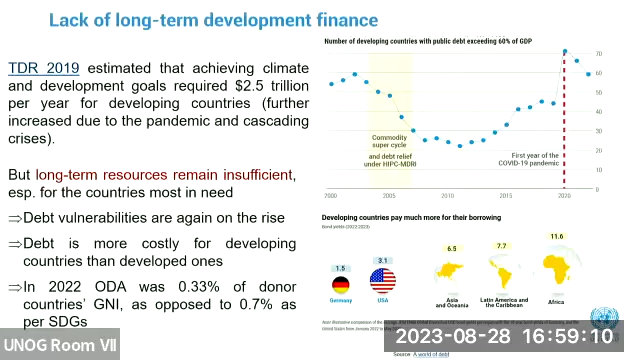 Lack of long-term development finance
TDR 2019 estimated that achieving climate
and development goals required $2.5 trillion
per year for developing countries (further
increased due to the pandemic and cascading
crises).
But long-term resources remain insufficient,
esp. for the countries most in need
⇒Debt vulnerabilities are again on the rise
⇒Debt is more costly for developing
countries than developed ones
⇒In 2022 ODA was 0.33% of donor
countries' GNI, as opposed to 0.7% as
per SDGs
Number of developing countries with public debt exceeding 60% of GDP
70
60
50
40
30
20
10
0
Commodity
super cycle
and debt relief
under HIPC-MDRI
First year of the
COVID-19 pandemic
2000
2005
2010
2015
2020
Developing countries pay much more for their borrowing
Bond yields (2022/2023)
1.5
3.1
6.5
7.7
11.6
Germany
USA
Asia
and Oceania
Latin America and
the Caribbean
Africa
Source: A world of debt
UNOG Room VII
2023-08-28 16:59:10